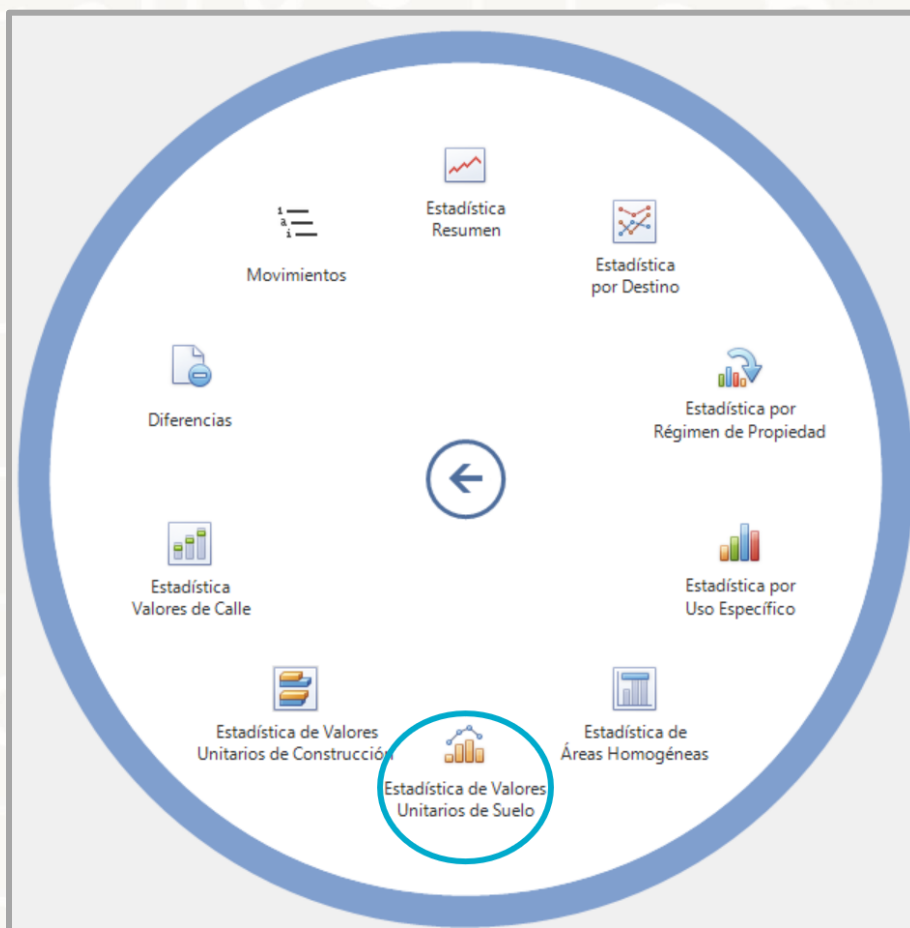 Estadística
Resumen
Estadística
por Destino
Movimientos
Estadística por
Régimen de Propiedad
Diferencias
Estadística
Valores de Calle
Estadística por
Uso Específico
Estadística de Valores
Unitarios de Construcción
Estadística de
Áreas Homogéneas
Estadística de Valores
Unitarios de Suelo